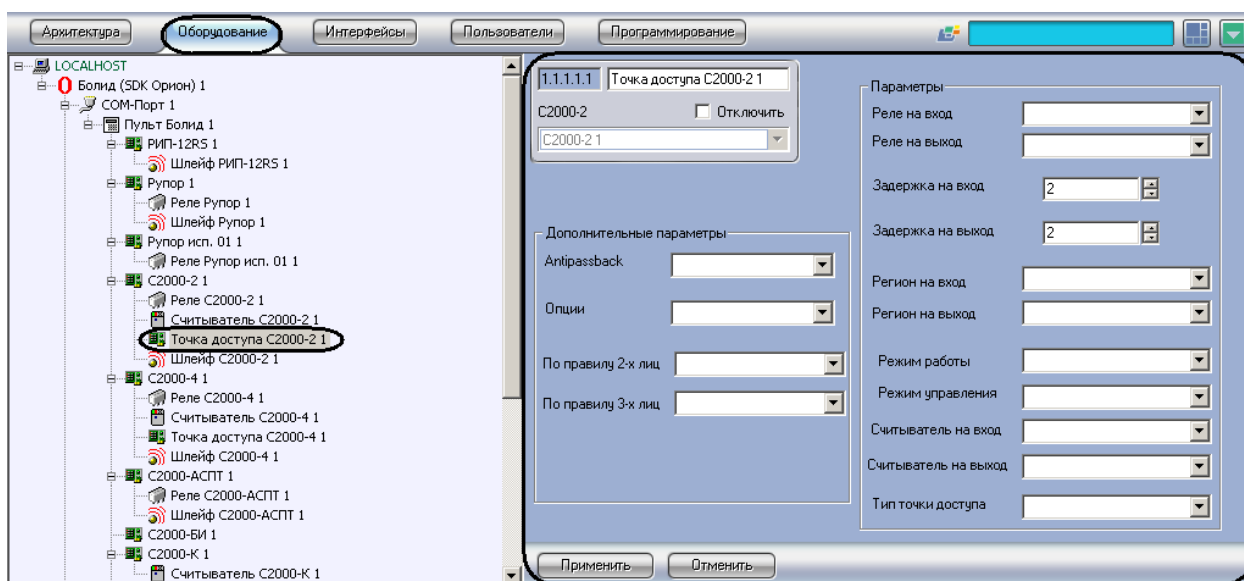 Архитектура
Оборудование
Интерфейсы
Пользователи
Программирование
LOCALHOST
Болид (SDK Орион) 1
COM-Порт 1
Пульт Болид 1
РИП-12RS 1
Шлейф РИП-12RS 1
Рупор 1
Реле Рупор 1
Шлейф Рупор 1
Рупор исп. 01 1
Реле Рупор исп. 01 1
С2000-2 1
Реле С2000-2 1
Считыватель С2000-2 1
Точка доступа С2000-2 1
Шлейф С2000-2 1
С2000-4 1
Реле С2000-4 1
Считыватель С2000-4 1
Точка доступа С2000-4 1
Шлейф С2000-4 1
С2000-АСПТ 1
Реле С2000-АСПТ 1
Шлейф С2000-АСПТ 1
С2000-БИ 1
С2000-К 1
Считыватель С2000-К 1
1.1.1.1.1
Точка доступа С2000-2 1
С2000-2
Отключить
С2000-2 1
Дополнительные параметры
Antipassback
Опции
По правилу 2-х лиц
По правилу 3-х лиц
Параметры
Реле на вход
Реле на выход
Задержка на вход
2
Задержка на выход
2
Регион на вход
Регион на выход
Режим работы
Режим управления
Считыватель на вход
Считыватель на выход
Тип точки доступа
Применить
Отменить